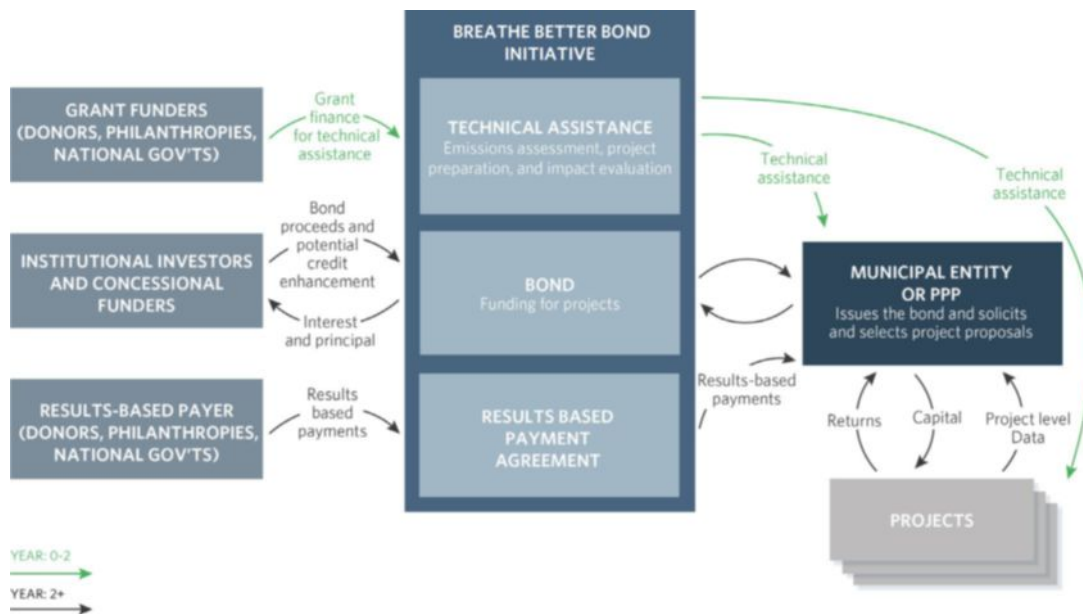 BREATHE BETTER BOND
INITIATIVE
GRANT FUNDERS
(DONORS, PHILANTHROPIES,
NATIONAL GOV'TS)
Grant
finance
for technical
assistance
TECHNICAL ASSISTANCE
Emissions assessment, project
preparation, and impact evaluation
Technical
assistance
Technical
assistance
INSTITUTIONAL INVESTORS
AND CONCESSIONAL
FUNDERS
Bond
proceeds and
potential
credit
enhancement
Interest
and principal
BOND
Funding for projects
MUNICIPAL ENTITY
OR PPP
Issues the bond and solicits
and selects project proposals
RESULTS-BASED PAYER
(DONORS, PHILANTHROPIES,
NATIONAL GOV'TS)
Results
based
payments
RESULTS BASED
PAYMENT
AGREEMENT
Results-based
payments
Returns
Capital
Project level
Data
PROJECTS
YEAR: 0-2
YEAR: 2+